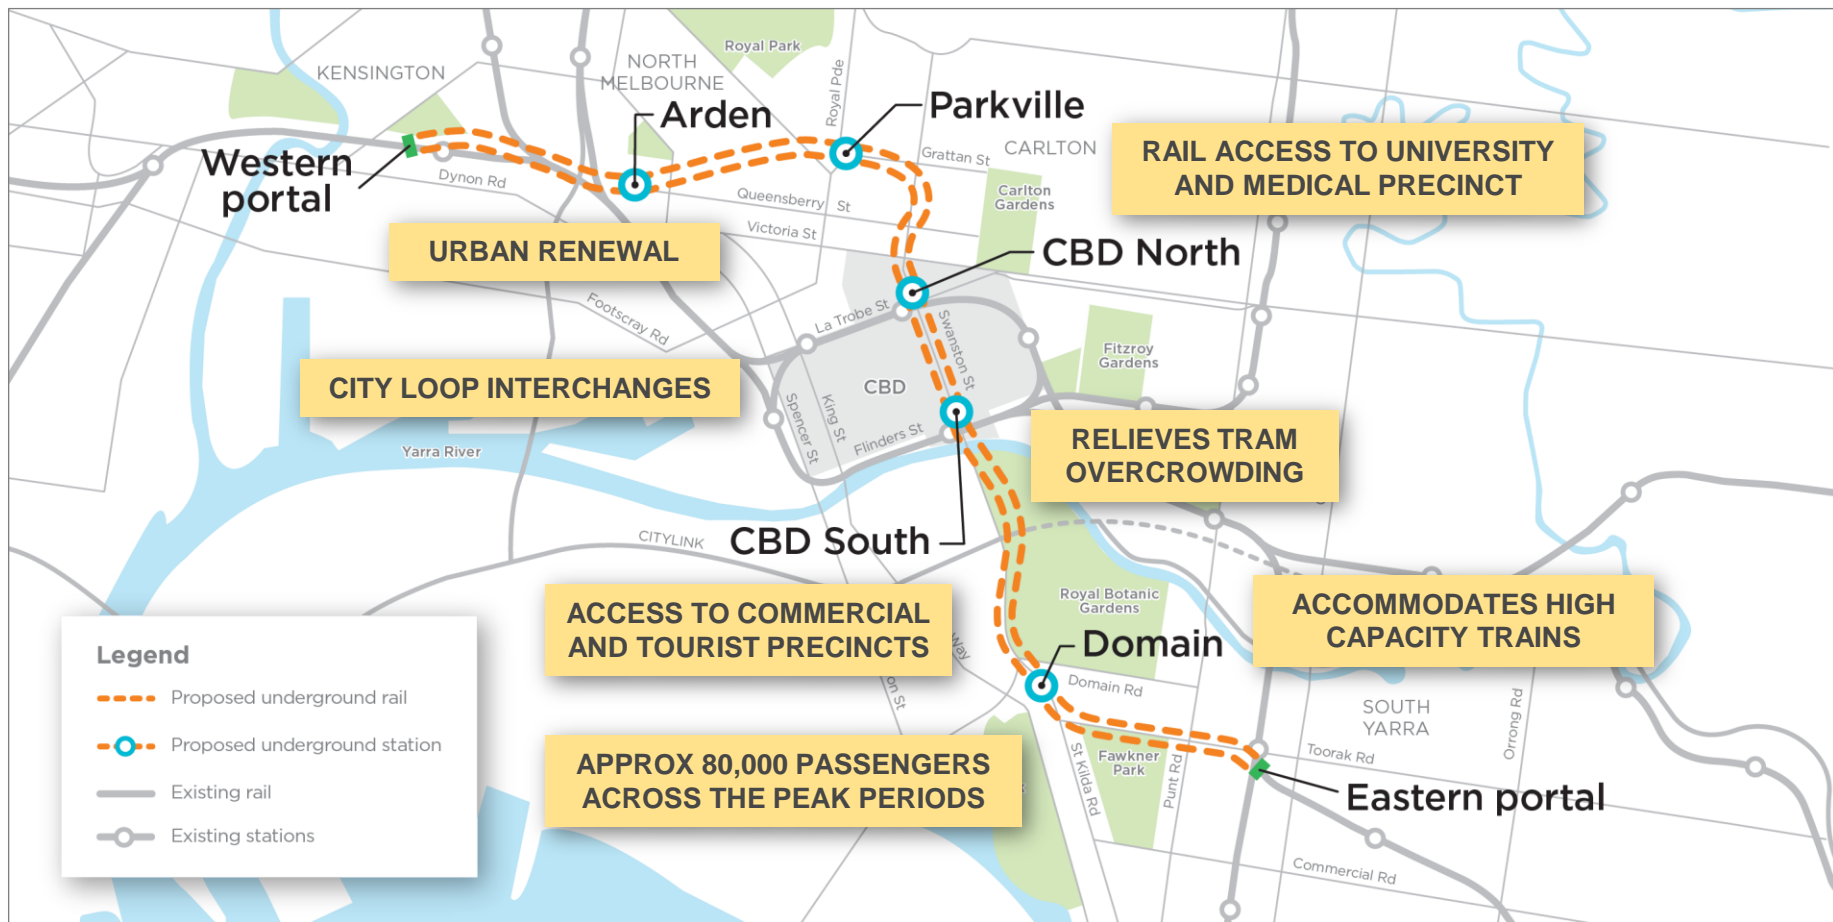 Royal Park
KENSINGTON
NORTH
MELBOURNE
Royal Pde
Arden
Parkville
CARLTON
Grattan St
Western
portal
Dynon Rd
RAIL ACCESS TO UNIVERSITY
AND MEDICAL PRECINCT
Queensberry St
Carlton
Gardens
Victoria St
URBAN RENEWAL
CBD North
Footscray Rd
La Trobe St
Swanston St
Fitzroy
Gardens
CITY LOOP INTERCHANGES
CBD
Spencer St
King St
Flinders St
Yarra River
RELIEVES TRAM
OVERCROWDING
CITYLINK
CBD South
ACCESS TO COMMERCIAL
AND TOURIST PRECINCTS
Way
on St
Royal Botanic
Gardens
ACCOMMODATES HIGH
CAPACITY TRAINS
Domain
Domain Rd
SOUTH
YARRA
Orrong Rd
Legend
Proposed underground rail
Proposed underground station
Existing rail
Existing stations
APPROX 80,000 PASSENGERS
ACROSS THE PEAK PERIODS
St Kilda Rd
Fawkner
Park
Punt Rd
Toorak Rd
Eastern portal
Commercial Rd